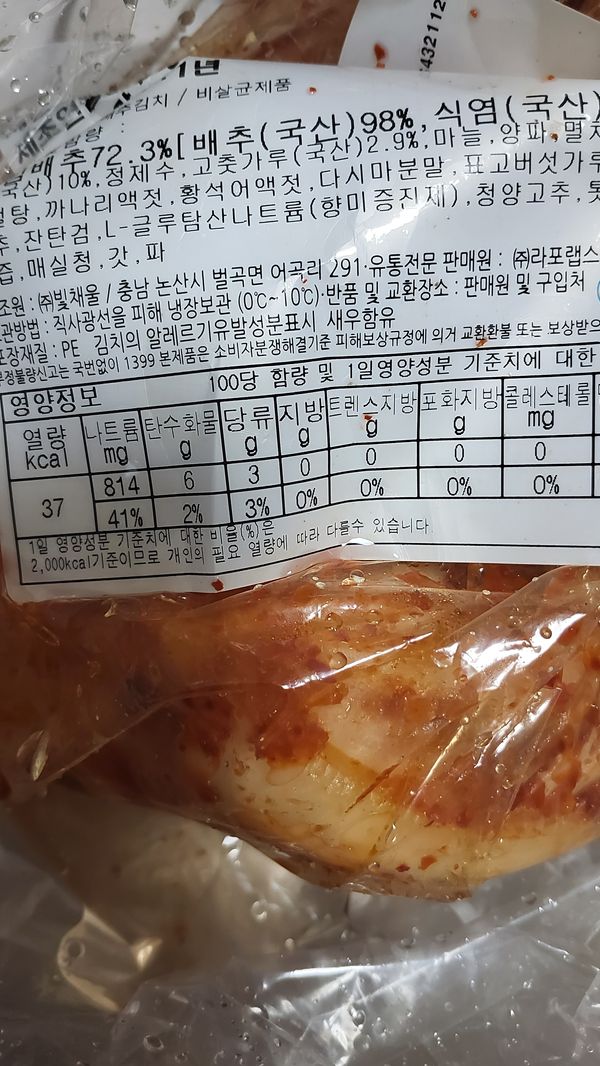 432112
배추김치 / 비살균제품
배추72.3%[배추(국산)98%,식염(국산)
국산)10%,정제수,고춧가루(국산)2.9%,마늘,양파,멸치
설탕,까나리액젓,황석어액젓,다시마분말,표고버섯가루
잔탄검,L-글루탐산나트륨(향미증진제),청양고추,
즙,매실청,갓,파
조원 : ㈜빛채울 / 충남 논산시 벌곡면 어곡리 291·유통전문 판매원 : ㈜라포랩스
관방법 : 직사광선을 피해 냉장보관 (0℃~10℃)·반품 및 교환장소 : 판매원 및 구입처
포장재질 : PE 김치의 알레르기유발성분표시 새우함유
부정불량신고는 국번없이 1399 본제품은 소비자분쟁해결기준 피해보상규정에 의거 교환환불 또는 보상받으
영양정보 100당 함량 및 1일영양성분 기준치에 대한
열량 kcal 나트륨 mg 탄수화물 g 당류 g 지방 g 트렌스지방 g 포화지방 g 콜레스테롤 mg
37 814 6 3 0 0 0 0
41% 2% 3% 0% 0% 0% 0%
1일 영양성분 기준치에 대한 비율(%)은
2,000kcal기준이므로 개인의 필요 열량에 따라 다를수 있습니다.